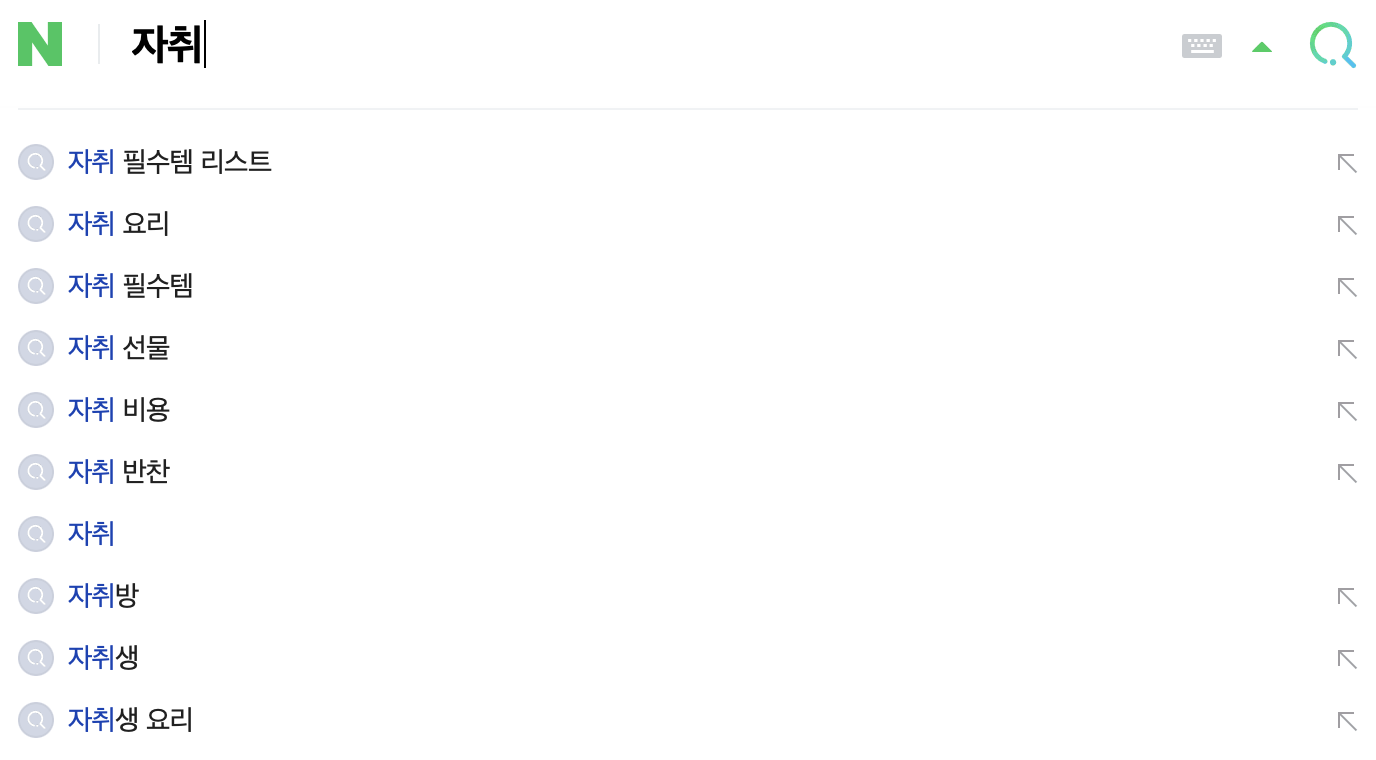 N
자취
자취 필수템 리스트
자취 요리
자취 필수템
자취 선물
자취 비용
자취 반찬
자취
자취방
자취생
자취생 요리